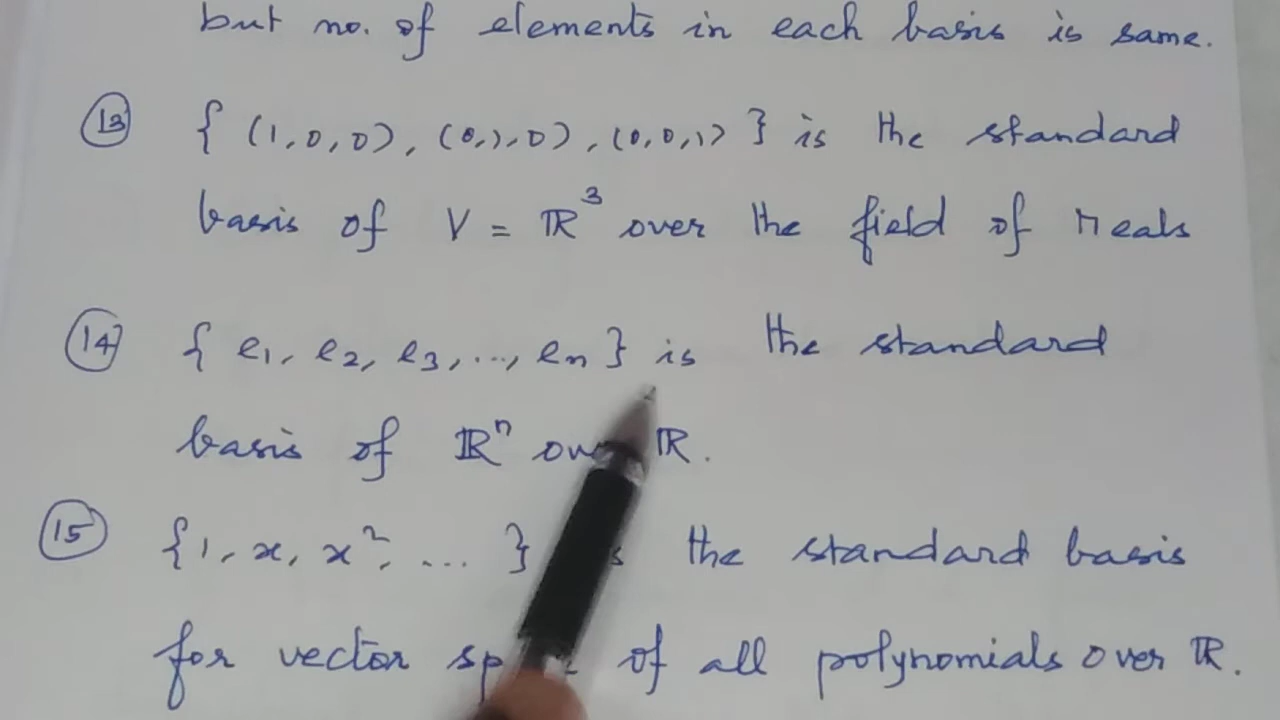 but no. of elements in each basis is same.
13 { (1,0,0), (0,1,0), (0,0,1) } is the standard
basis of V = ℝ³ over the field of reals
14 { e₁, e₂, e₃, ..., eₙ } is the standard
basis of ℝⁿ ℝ.
15 {1, x, x², ... } the standard basis
for vector of all polynomials over ℝ.